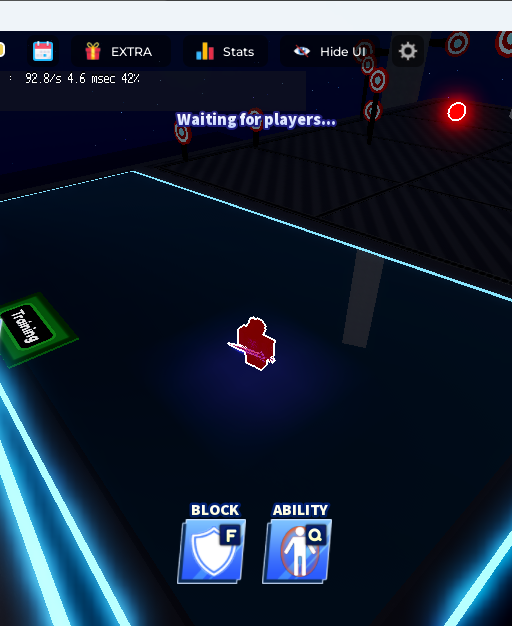 EXTRA
Stats
Hide UI
: 92.8/s 4.6 msec 42%
Waiting for players...
Training
BLOCK
ABILITY
F
Q